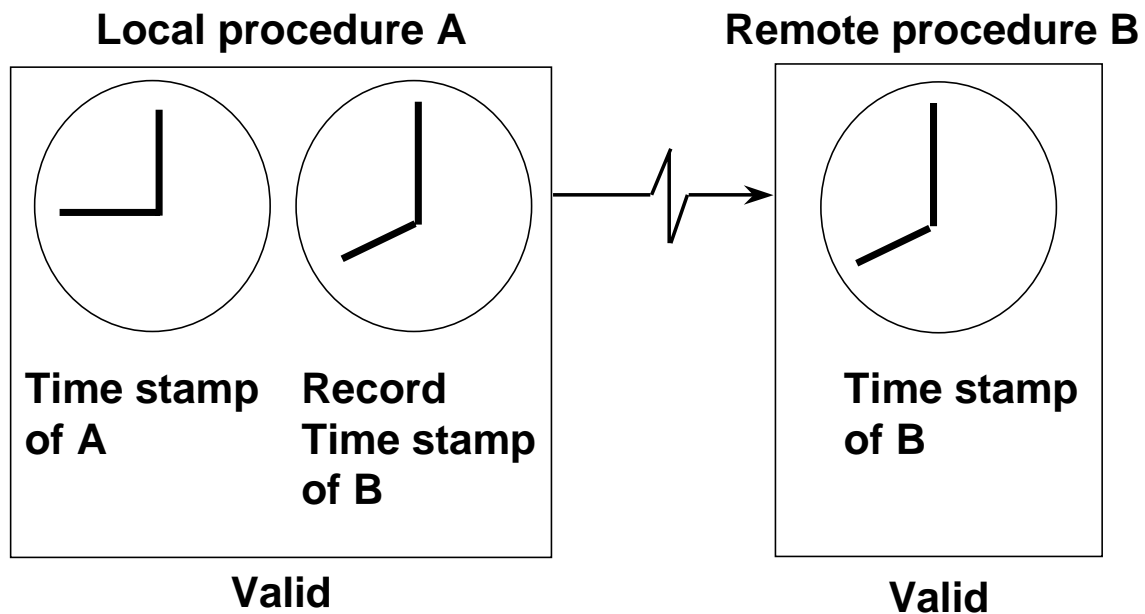 Local procedure A
Remote procedure B
Time stamp
of A
Record
Time stamp
of B
Time stamp
of B
Valid
Valid